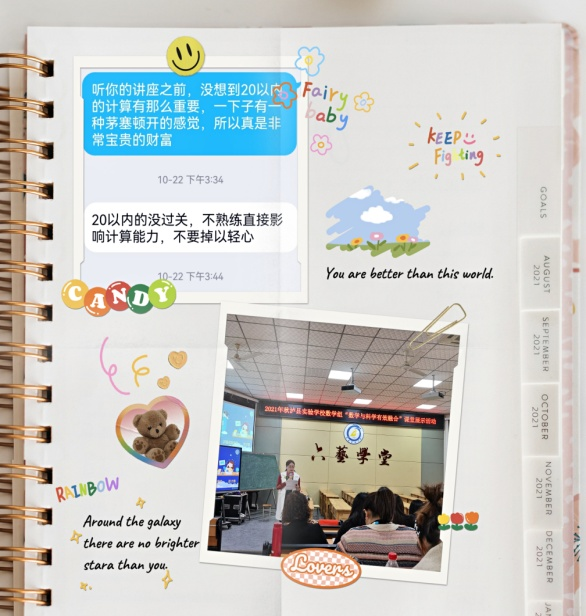 听你的讲座之前，没想到20以内
的计算有那么重要，一下子有一
种茅塞顿开的感觉，所以真是非
常宝贵的财富
10-22 下午3:34
20以内的没过关，不熟练直接影
响计算能力，不要掉以轻心
10-22 下午3:44
Fairy
baby
KEEP
Fighting
You are better than this world.
CANDY
2021年秋泸县实验学校数学组“数学与科学有效融合”课堂展示活动
六藝學堂
RAINBOW
Around the galaxy
there are no brighter
stara than you.
Lovers
GOALS
AUGUST
2021
SEPTEMBER
2021
OCTOBER
2021
NOVEMBER
2021
DECEMBER
2021